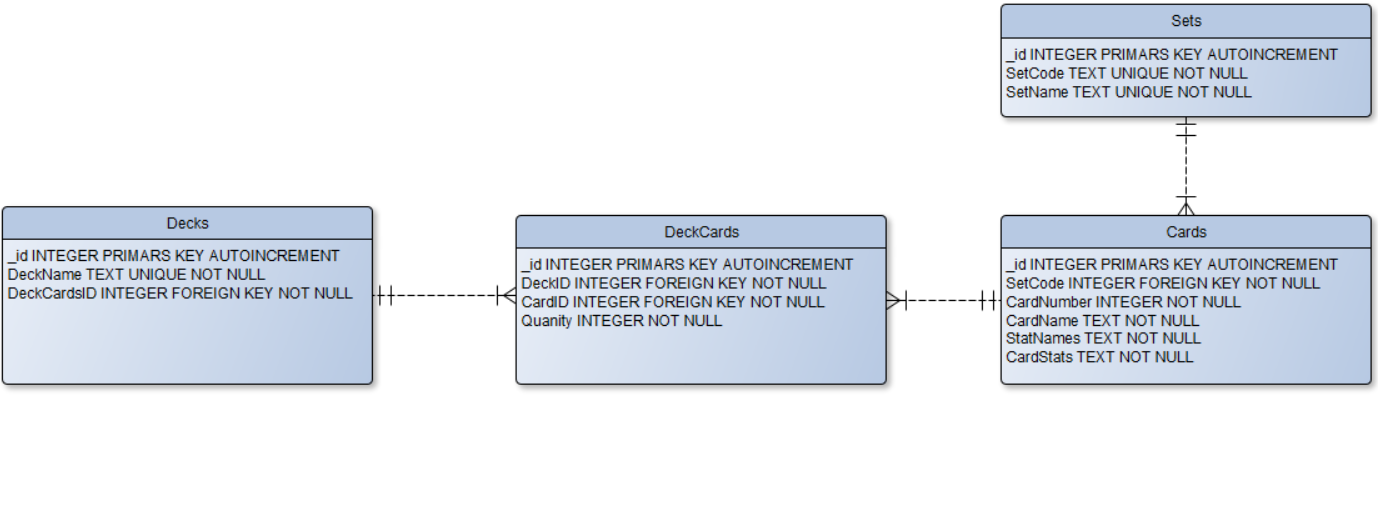 Sets
_id INTEGER PRIMARS KEY AUTOINCREMENT
SetCode TEXT UNIQUE NOT NULL
SetName TEXT UNIQUE NOT NULL
Decks
_id INTEGER PRIMARS KEY AUTOINCREMENT
DeckName TEXT UNIQUE NOT NULL
DeckCardsID INTEGER FOREIGN KEY NOT NULL
DeckCards
_id INTEGER PRIMARS KEY AUTOINCREMENT
DeckID INTEGER FOREIGN KEY NOT NULL
CardID INTEGER FOREIGN KEY NOT NULL
Quanity INTEGER NOT NULL
Cards
_id INTEGER PRIMARS KEY AUTOINCREMENT
SetCode INTEGER FOREIGN KEY NOT NULL
CardNumber INTEGER NOT NULL
CardName TEXT NOT NULL
StatNames TEXT NOT NULL
CardStats TEXT NOT NULL